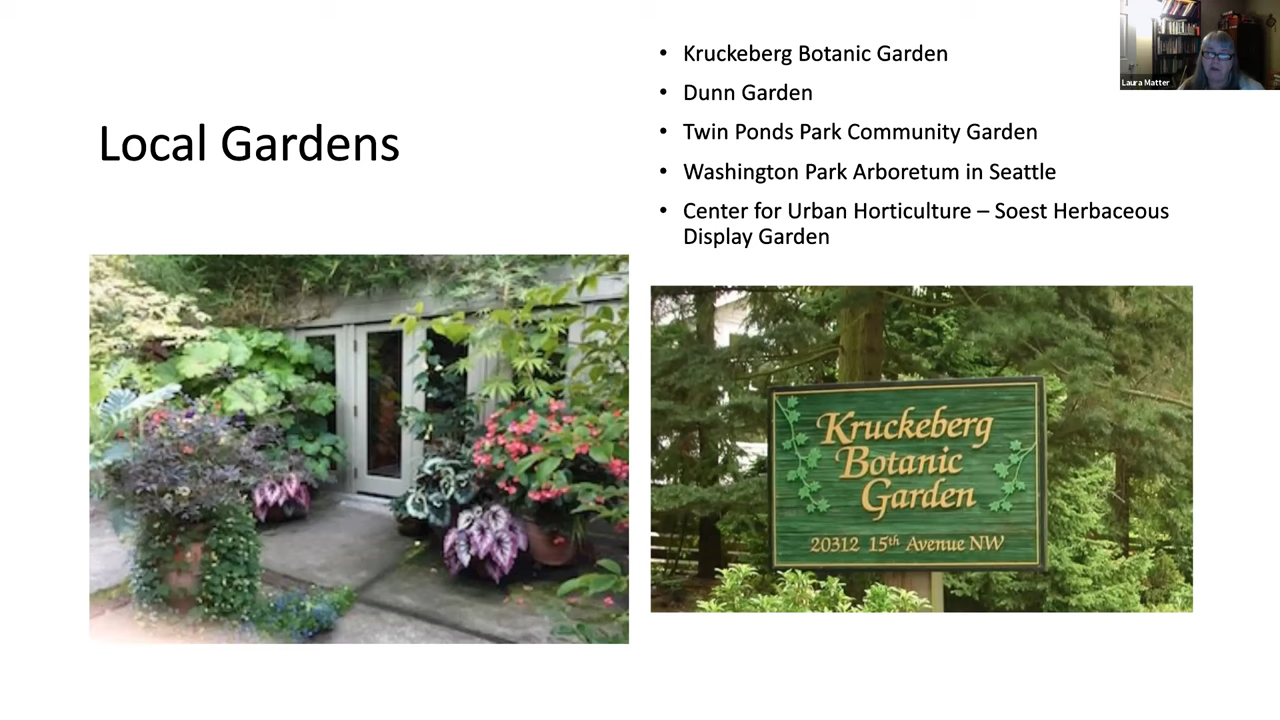 Local Gardens
• Kruckeberg Botanic Garden
• Dunn Garden
• Twin Ponds Park Community Garden
• Washington Park Arboretum in Seattle
• Center for Urban Horticulture – Soest Herbaceous
Display Garden
Laura Matter
Kruckeberg
Botanic
Garden
20312 15th Avenue NW